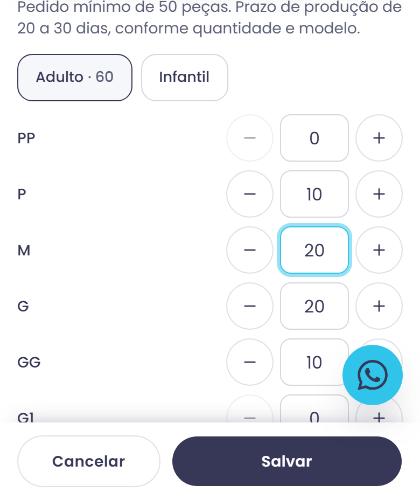 Pedido mínimo de 50 peças. Prazo de produção de
20 a 30 dias, conforme quantidade e modelo.
Adulto · 60 Infantil
PP − 0 +
P − 10 +
M − 20 +
G − 20 +
GG − 10 +
G1 − 0 +
Cancelar Salvar